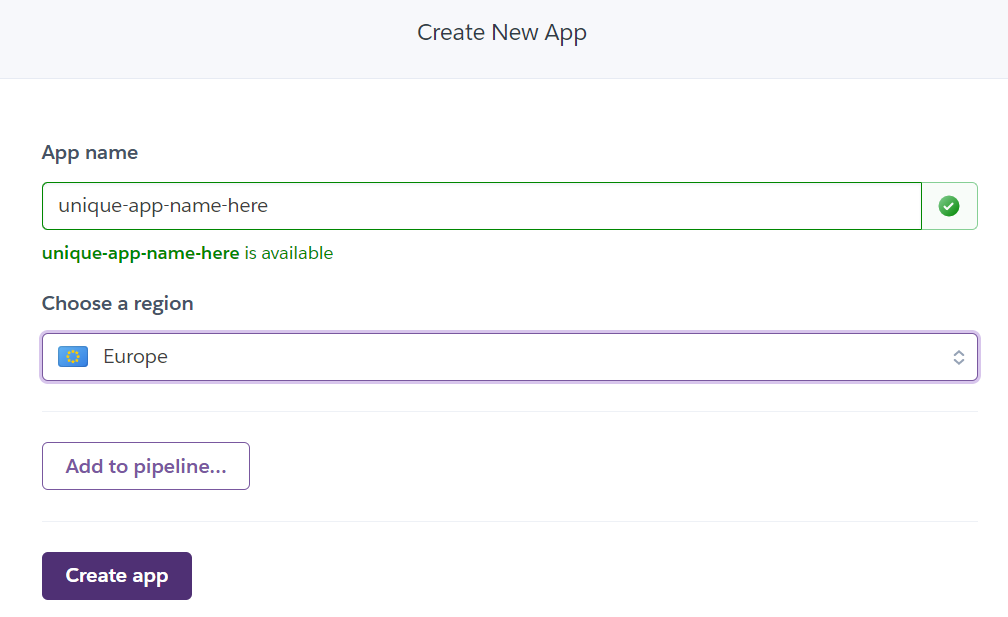 Create New App
App name
unique-app-name-here
unique-app-name-here is available
Choose a region
Europe
Add to pipeline...
Create app